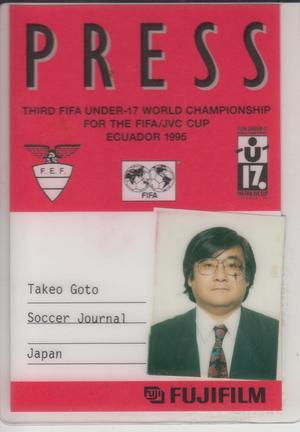 PRESS
THIRD FIFA UNDER-17 WORLD CHAMPIONSHIP
FOR THE FIFA/JVC CUP
ECUADOR 1995
F.E.F.
FIFA
U
17.
Takeo Goto
Soccer Journal
Japan
FUJI FUJIFILM